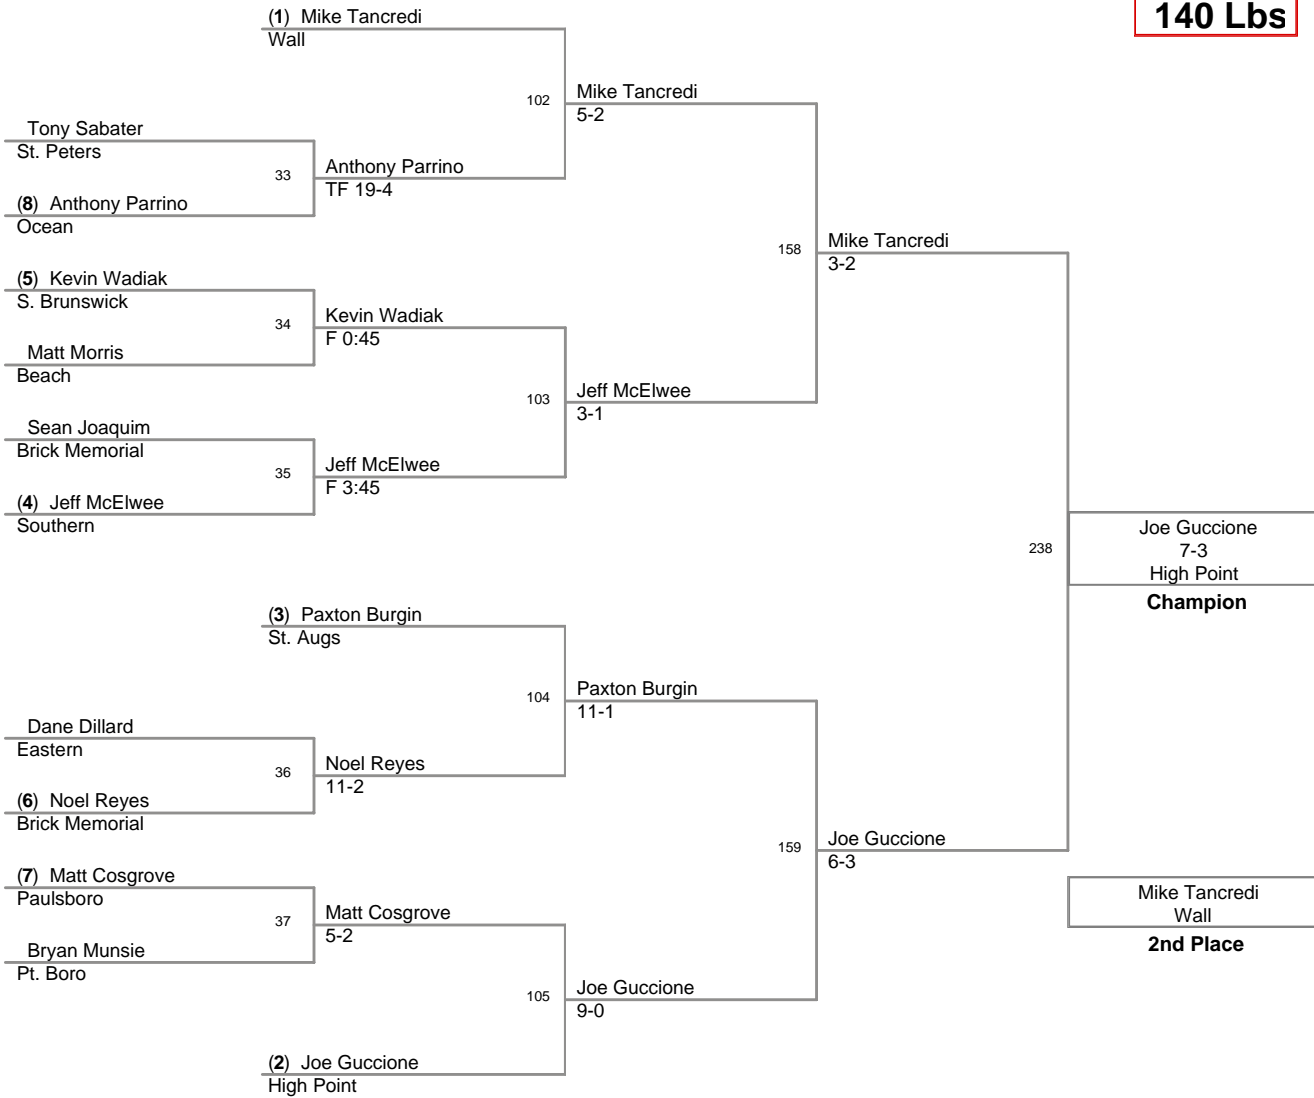 140 Lbs
(1) Mike Tancredi
Wall
102
Mike Tancredi
5-2
Tony Sabater
St. Peters
33
Anthony Parrino
TF 19-4
(8) Anthony Parrino
Ocean
158
Mike Tancredi
3-2
(5) Kevin Wadiak
S. Brunswick
34
Kevin Wadiak
F 0:45
Matt Morris
Beach
103
Jeff McElwee
3-1
Sean Joaquim
Brick Memorial
35
Jeff McElwee
F 3:45
(4) Jeff McElwee
Southern
238
Joe Guccione
7-3
High Point
Champion
(3) Paxton Burgin
St. Augs
104
Paxton Burgin
11-1
Dane Dillard
Eastern
36
Noel Reyes
11-2
(6) Noel Reyes
Brick Memorial
159
Joe Guccione
6-3
(7) Matt Cosgrove
Paulsboro
37
Matt Cosgrove
5-2
Bryan Munsie
Pt. Boro
Mike Tancredi
Wall
2nd Place
105
Joe Guccione
9-0
(2) Joe Guccione
High Point